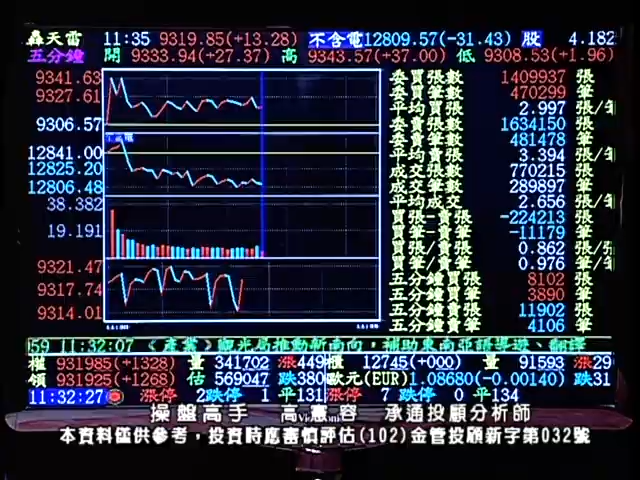 轟天雷 11:35 9319.85(+13.28) 不含電12809.57(-31.43) 股 4.182
五分鐘 開 9333.94(+27.37) 高 9343.57(+37.00) 低 9308.53(+1.96)
9341.63 委買張數 1409937 張
9327.61 委買筆數 470299 筆
平均買張 2.997 張/筆
9306.57 委賣張數 1634150 張
不含電 委賣筆數 481478 筆
12841.00 平均賣張 3.394 張/筆
12825.20 成交張數 770215 張
12806.48 成交筆數 289897 筆
38.382 平均成交 2.656 張/筆
買張-賣張 -224213 張
19.191 買筆-賣筆 -11179 筆
買張/賣張 0.862 張/張
9321.47 買筆/賣筆 0.976 筆
五分鐘買張 8102 張
9317.74 五分鐘買筆 3890 筆
五分鐘賣張 11902 張
9314.01 五分鐘賣筆 4106 筆
59 11:32:07 《產業》觀光局推動新南向，補助東南亞語導遊、翻譯
權 931985(+1328) 量 341702 漲449 櫃 12745(+000) 量 91593 漲29
領 931925(+1268) 估 569047 跌380 歐元(EUR)1.08680(-0.00140) 跌31
11:32:27 漲停 2 跌停 1 平131 漲停 7 跌停 0 平134
操盤高手 高憲容 承通投顧分析師
本資料僅供參考，投資時應審慎評估(102)金管投顧新字第032號